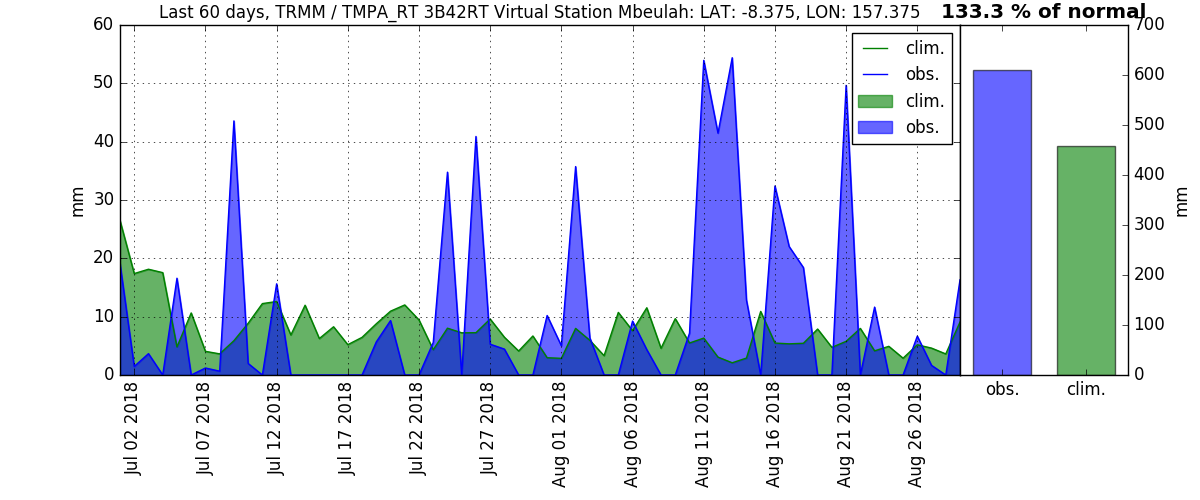 Last 60 days, TRMM / TMPA_RT 3B42RT Virtual Station Mbeulah: LAT: -8.375, LON: 157.375
133.3 % of normal
60
50
40
30
20
10
0
mm
Jul 02 2018
Jul 07 2018
Jul 12 2018
Jul 17 2018
Jul 22 2018
Jul 27 2018
Aug 01 2018
Aug 06 2018
Aug 11 2018
Aug 16 2018
Aug 21 2018
Aug 26 2018
clim.
obs.
clim.
obs.
700
600
500
400
300
200
100
0
mm
obs.
clim.